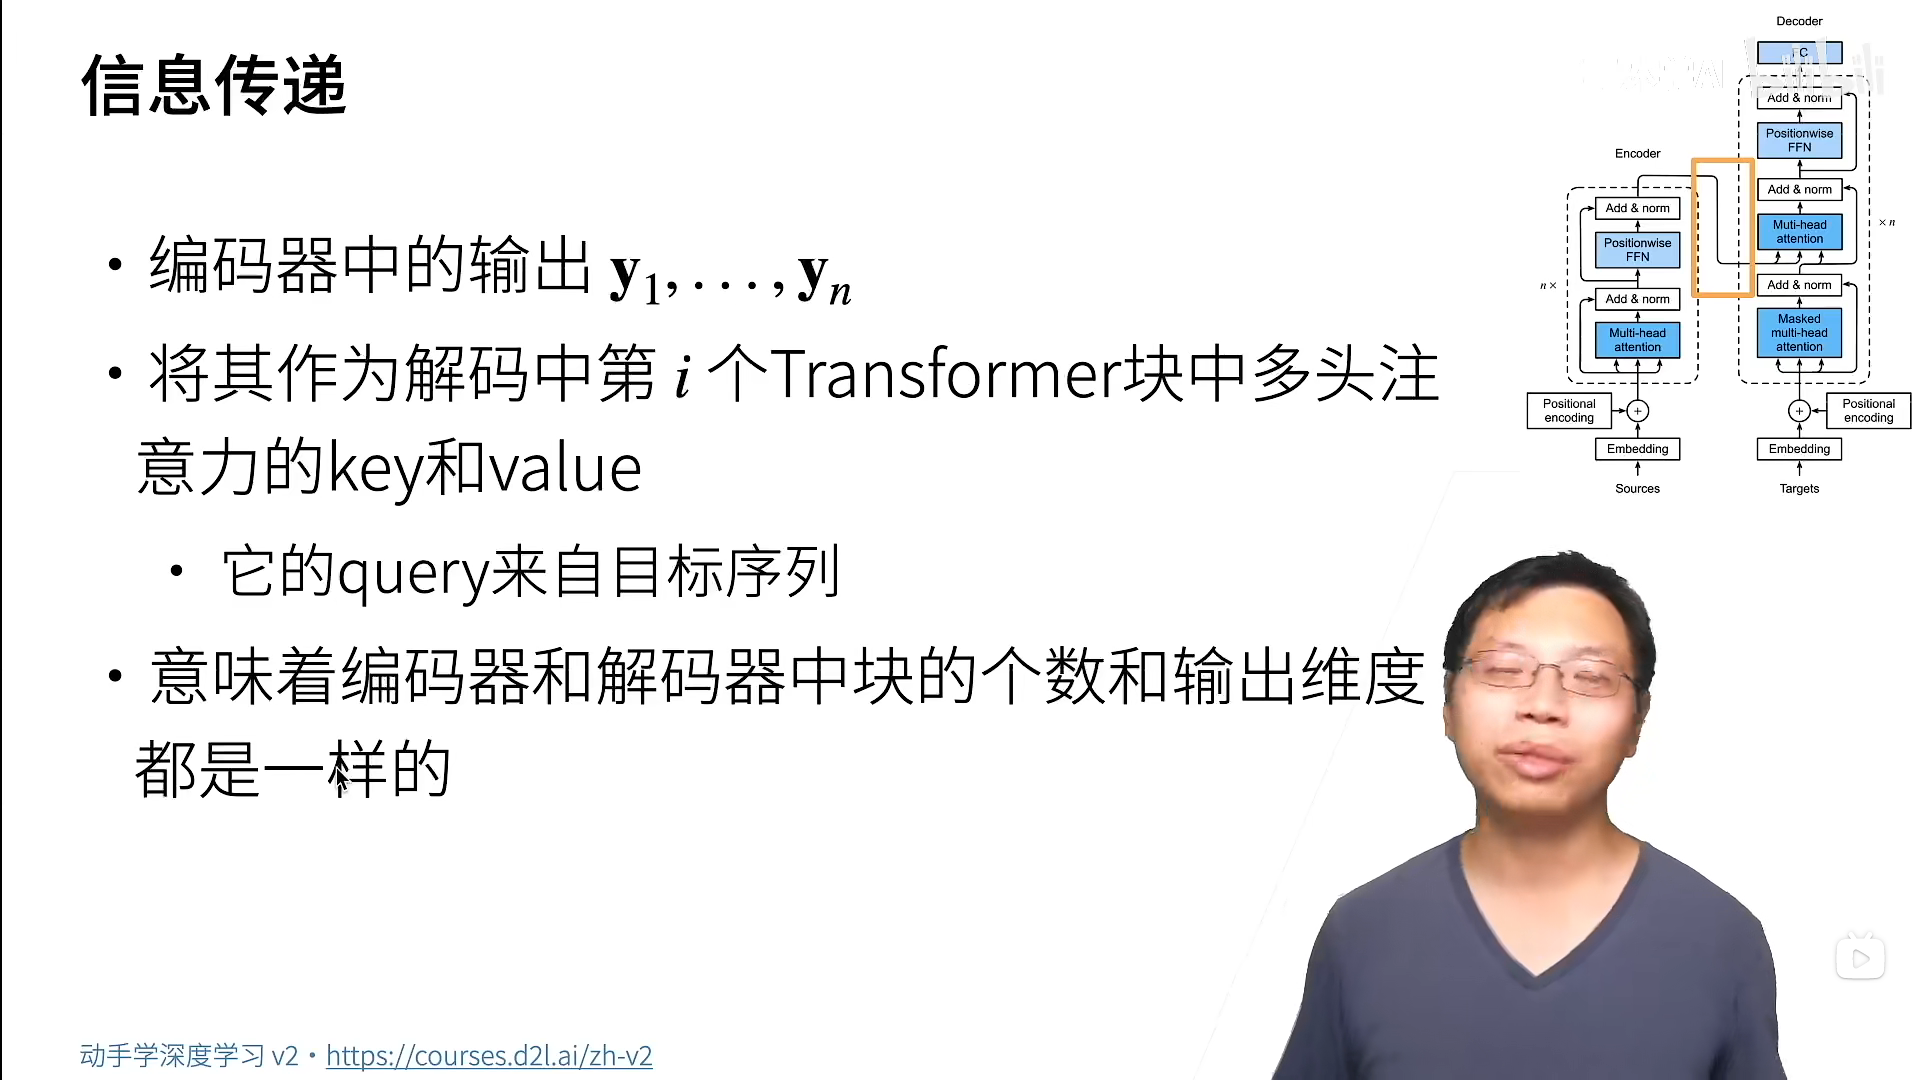 信息传递
• 编码器中的输出 y1, . . . , yn
• 将其作为解码中第 i 个Transformer块中多头注
意力的key和value
• 它的query来自目标序列
• 意味着编码器和解码器中块的个数和输出维度
都是一样的
动手学深度学习 v2 • https://courses.d2l.ai/zh-v2
Decoder
FC
Add & norm
Positionwise
FFN
Add & norm
Muti-head
attention
× n
Add & norm
Masked
multi-head
attention
Positional
encoding
Embedding
Targets
Encoder
Add & norm
Positionwise
FFN
n ×
Add & norm
Multi-head
attention
Positional
encoding
Embedding
Sources